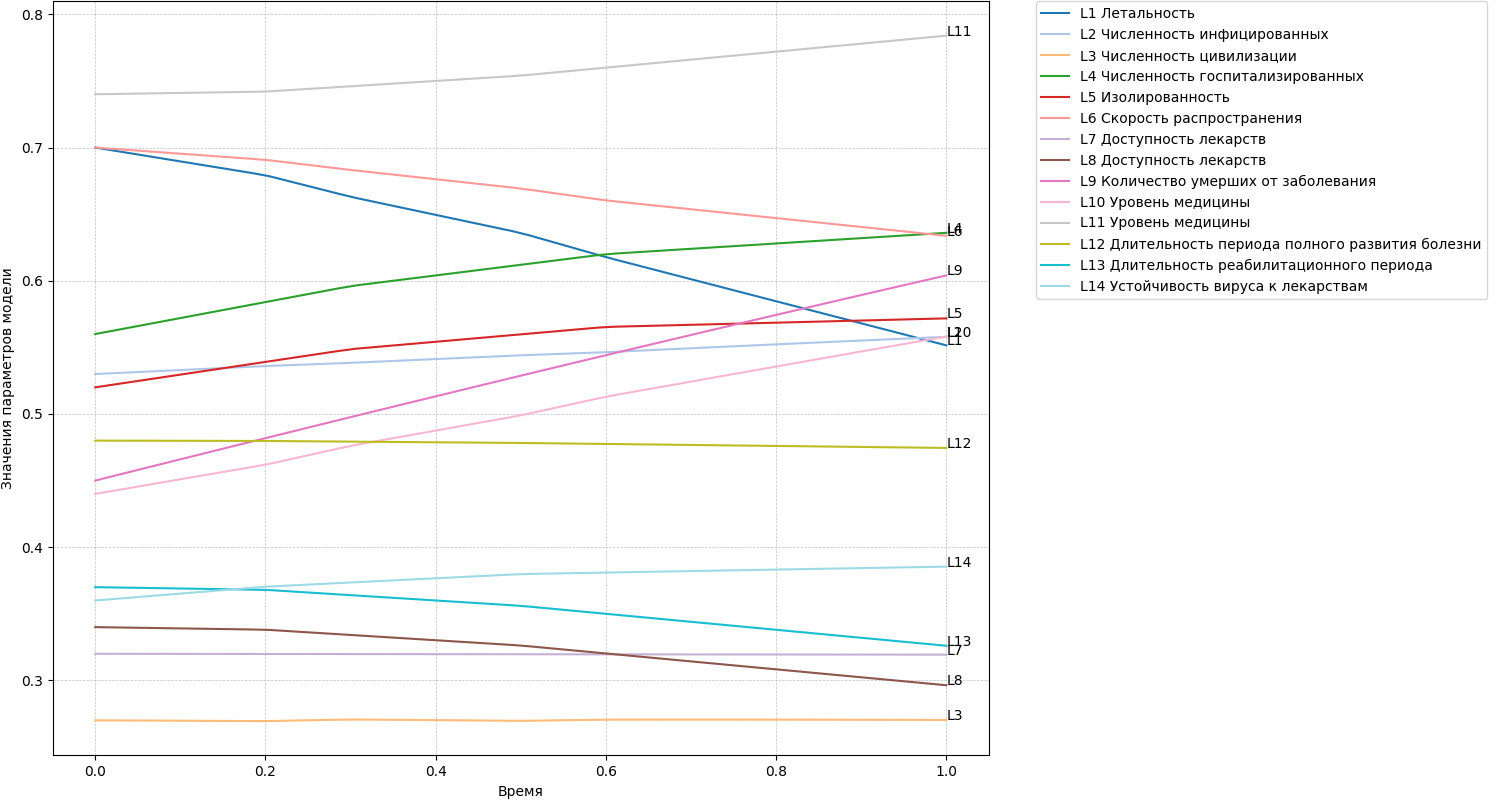 0.8
0.7
0.6
0.5
0.4
0.3
Значения параметров модели
0.0
0.2
0.4
0.6
0.8
1.0
Время
L11
L4
L6
L9
L5
L2
L10
L1
L12
L14
L13
L7
L8
L3
L1 Летальность
L2 Численность инфицированных
L3 Численность цивилизации
L4 Численность госпитализированных
L5 Изолированность
L6 Скорость распространения
L7 Доступность лекарств
L8 Доступность лекарств
L9 Количество умерших от заболевания
L10 Уровень медицины
L11 Уровень медицины
L12 Длительность периода полного развития болезни
L13 Длительность реабилитационного периода
L14 Устойчивость вируса к лекарствам